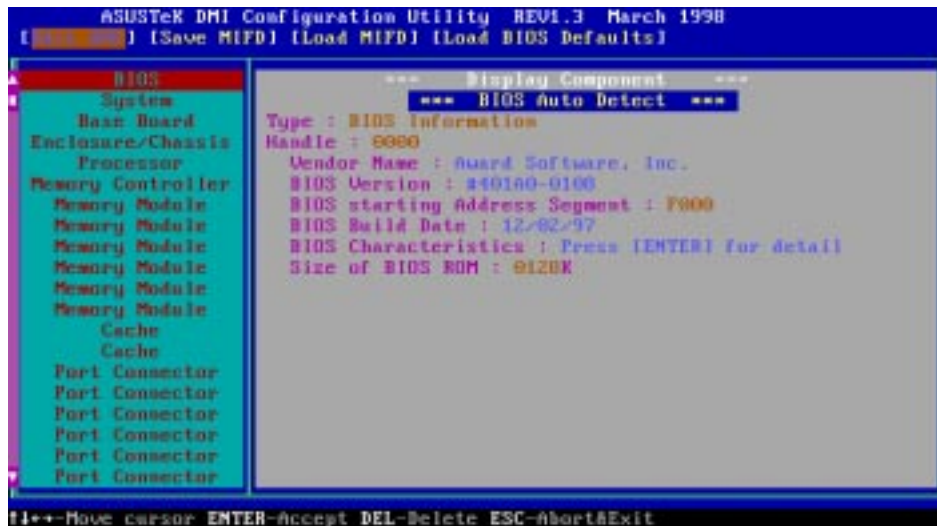 ASUSTeK DMI Configuration Utility REV1.3 March 1998
[Save MIFD] [Load MIFD] [Load BIOS Defaults]
BIOS
System
Base Board
Enclosure/Chassis
Processor
Memory Controller
Memory Module
Memory Module
Memory Module
Memory Module
Memory Module
Memory Module
Cache
Cache
Port Connector
Port Connector
Port Connector
Port Connector
Port Connector
Port Connector
*** Display Component ***
*** BIOS Auto Detect ***
Type : BIOS Information
Handle : 0000
Vendor Name : Award Software, Inc.
BIOS Version : #401A0-0108
BIOS starting Address Segment : F000
BIOS Build Date : 12/02/97
BIOS Characteristics : Press [ENTER] for detail
Size of BIOS ROM : 0128K
↑↓←→-Move cursor ENTER-Accept DEL-Delete ESC-Abort&Exit